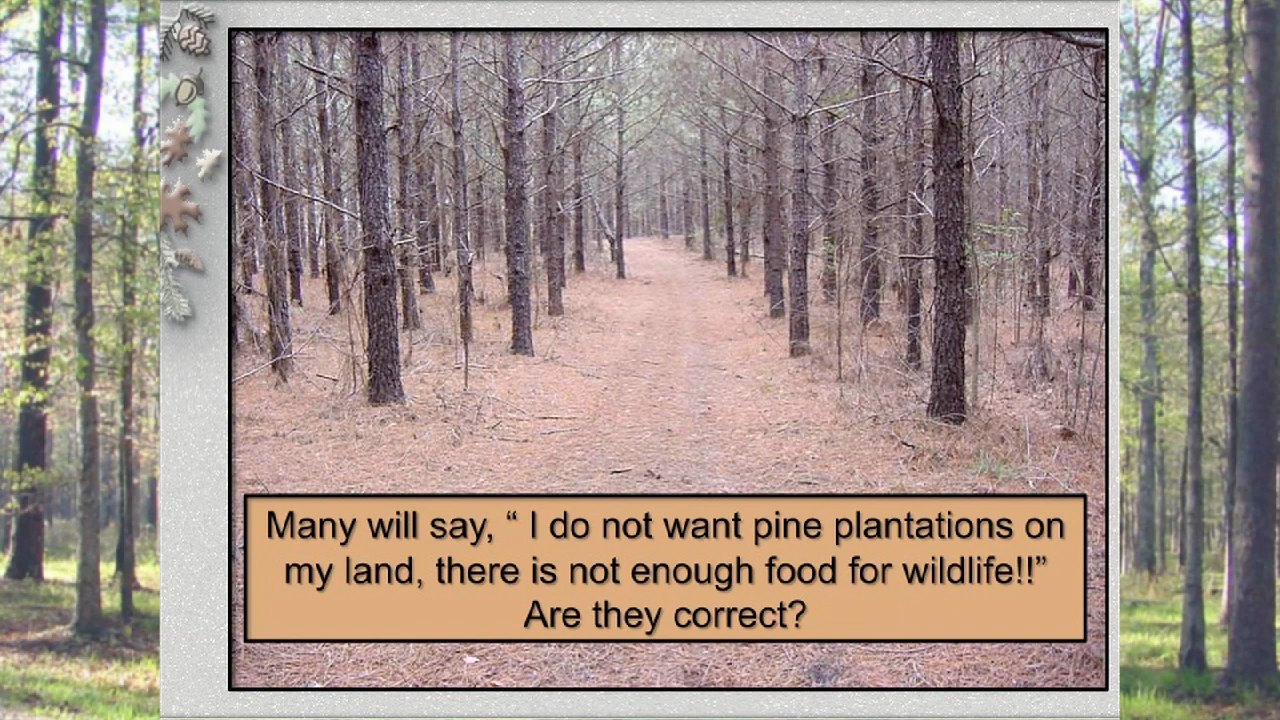 Many will say, “ I do not want pine plantations on
my land, there is not enough food for wildlife!!”
Are they correct?